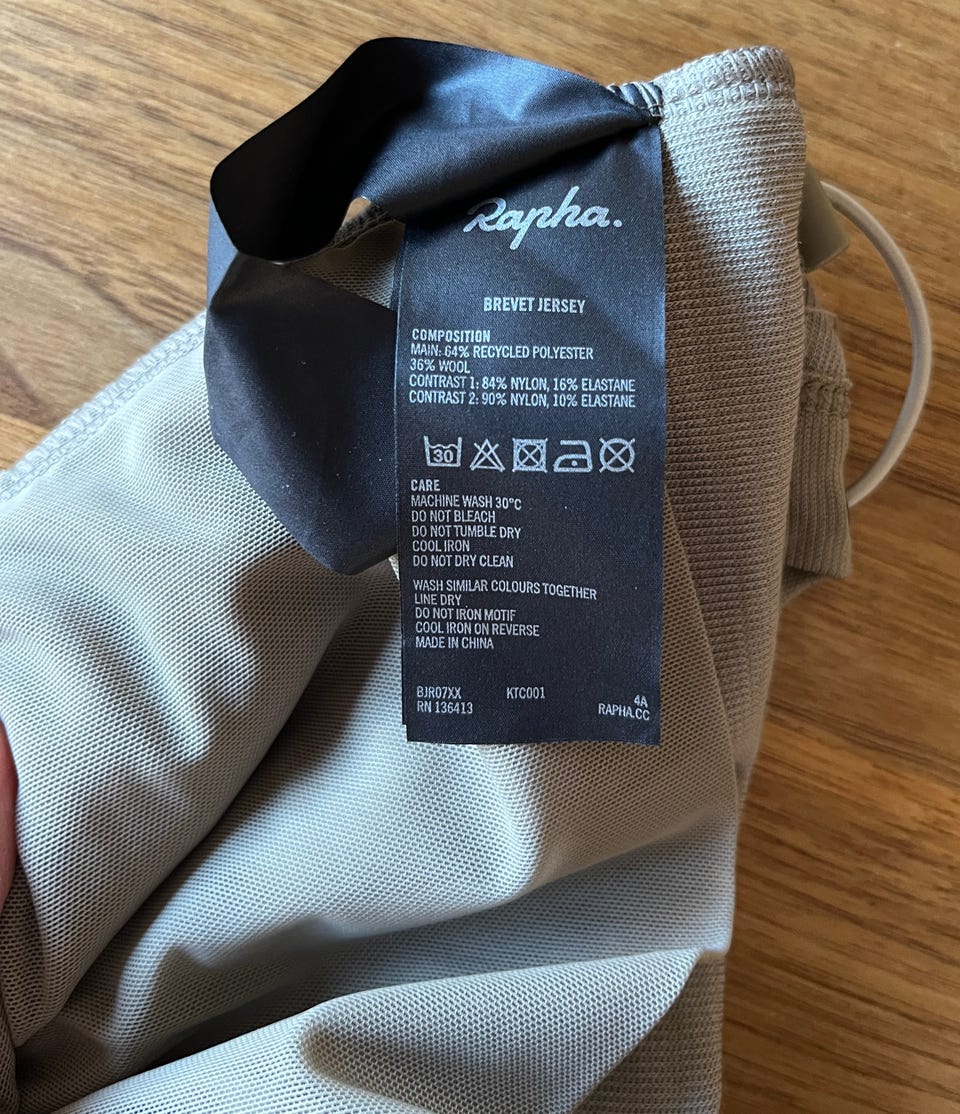 Rapha.
BREVET JERSEY
COMPOSITION
MAIN: 64% RECYCLED POLYESTER
36% WOOL
CONTRAST 1: 84% NYLON, 16% ELASTANE
CONTRAST 2: 90% NYLON, 10% ELASTANE
30
CARE
MACHINE WASH 30°C
DO NOT BLEACH
DO NOT TUMBLE DRY
COOL IRON
DO NOT DRY CLEAN
WASH SIMILAR COLOURS TOGETHER
LINE DRY
DO NOT IRON MOTIF
COOL IRON ON REVERSE
MADE IN CHINA
BJR07XX KTC001
RN 136413
4A
RAPHA.CC